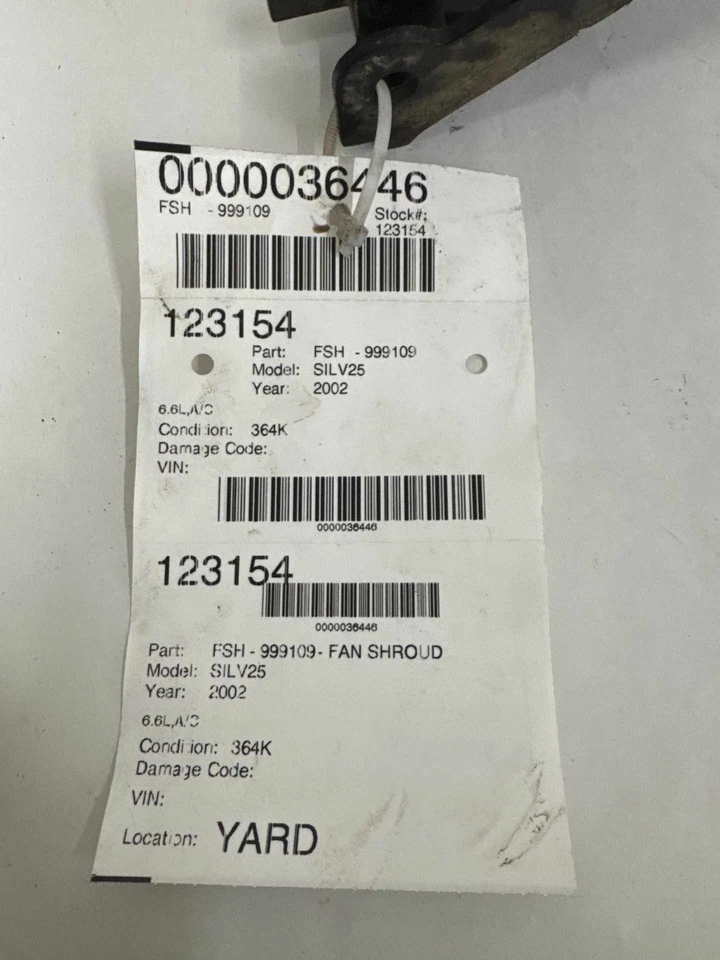 0000036446
FSH - 999109
Stock#:
123154
123154
Part: FSH - 999109
Model: SILV25
Year: 2002
6.6L,A/C
Condition: 364K
Damage Code:
VIN:
0000036446
123154
0000036446
Part: FSH - 999109- FAN SHROUD
Model: SILV25
Year: 2002
6.6L,A/C
Condition: 364K
Damage Code:
VIN:
Location: YARD